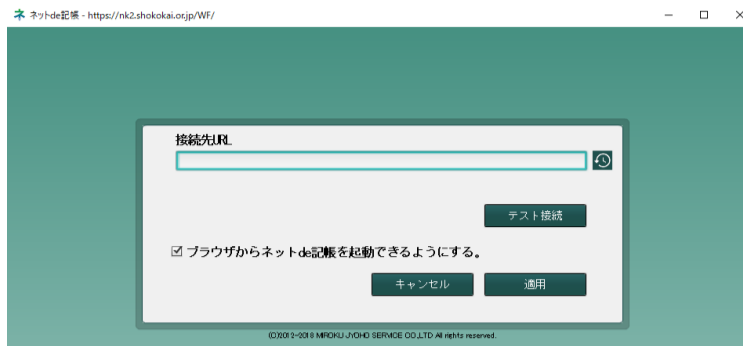 ネットde記帳 - https://nk2.shokokai.or.jp/WF/
接続先URL
テスト接続
ブラウザからネットde記帳を起動できるようにする。
キャンセル
適用
(C)2012-2018 MIROKU JYOHO SERVICE CO.,LTD All rights reserved.